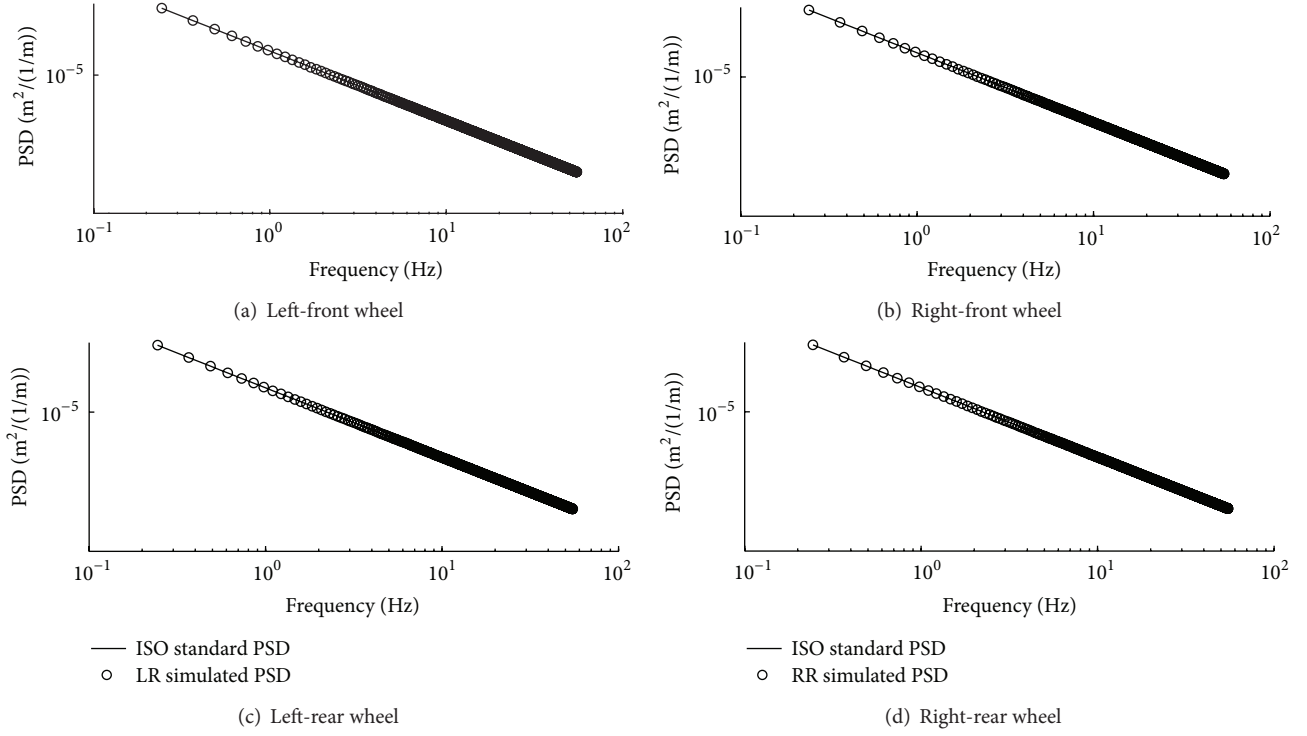 PSD (m²/(1/m))
10⁻⁵
10⁻¹ 10⁰ 10¹ 10²
Frequency (Hz)
(a) Left-front wheel
PSD (m²/(1/m))
10⁻⁵
10⁻¹ 10⁰ 10¹ 10²
Frequency (Hz)
(b) Right-front wheel
PSD (m²/(1/m))
10⁻⁵
10⁻¹ 10⁰ 10¹ 10²
Frequency (Hz)
ISO standard PSD
LR simulated PSD
(c) Left-rear wheel
PSD (m²/(1/m))
10⁻⁵
10⁻¹ 10⁰ 10¹ 10²
Frequency (Hz)
ISO standard PSD
RR simulated PSD
(d) Right-rear wheel